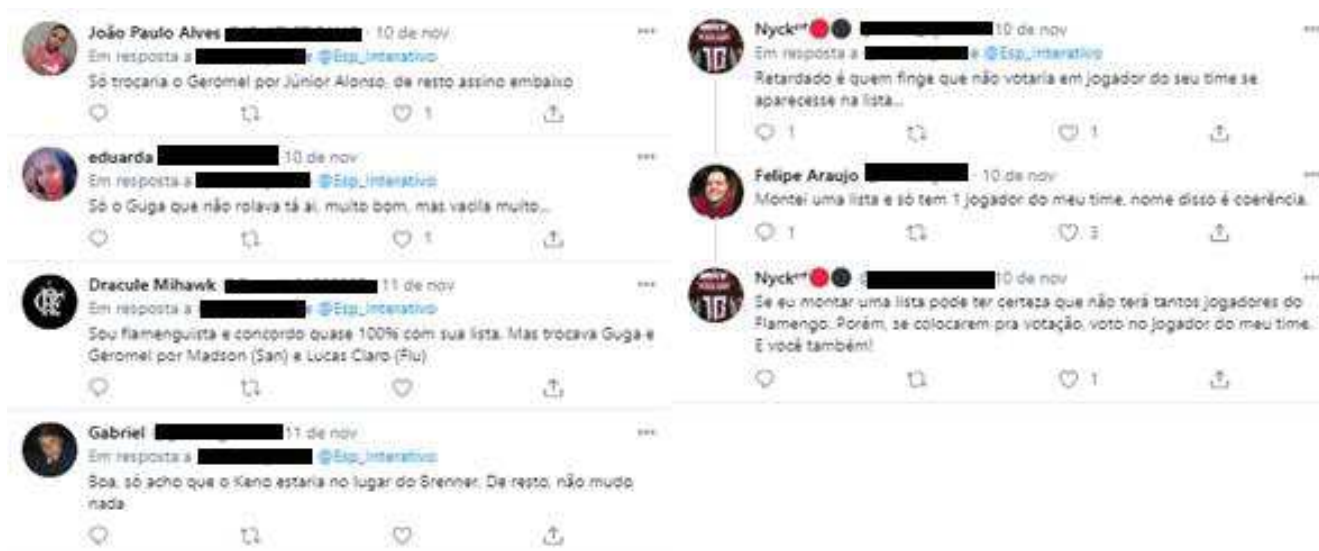 João Paulo Alves · 10 de nov
Em resposta a e @Esp_Interativo
Só trocaria o Geromel por Júnior Alonso, de resto assino embaixo
1
eduarda 10 de nov
Em resposta a @Esp_Interativo
Só o Guga que não rolava tá aí, muito bom, mas vacila muito...
1
Dracule Mihawk 11 de nov
Em resposta a e @Esp_Interativo
Sou flamenguista e concordo quase 100% com sua lista. Mas trocava Guga e
Geromel por Madson (San) e Lucas Claro (Flu)
Gabriel 11 de nov
Em resposta a @Esp_Interativo
Boa, só acho que o Keno estaria no lugar do Brenner. De resto, não mudo
nada
Nyck 10 de nov
Em resposta a e @Esp_Interativo
Retardado é quem finge que não votaria em jogador do seu time se
aparecesse na lista...
1 1
Felipe Araujo · 10 de nov
Montei uma lista e só tem 1 jogador do meu time, nome disso é coerência.
1 3
Nyck 10 de nov
Se eu montar uma lista pode ter certeza que não terá tantos jogadores do
Flamengo. Porém, se colocarem pra votação, voto no jogador do meu time.
E você também!
1